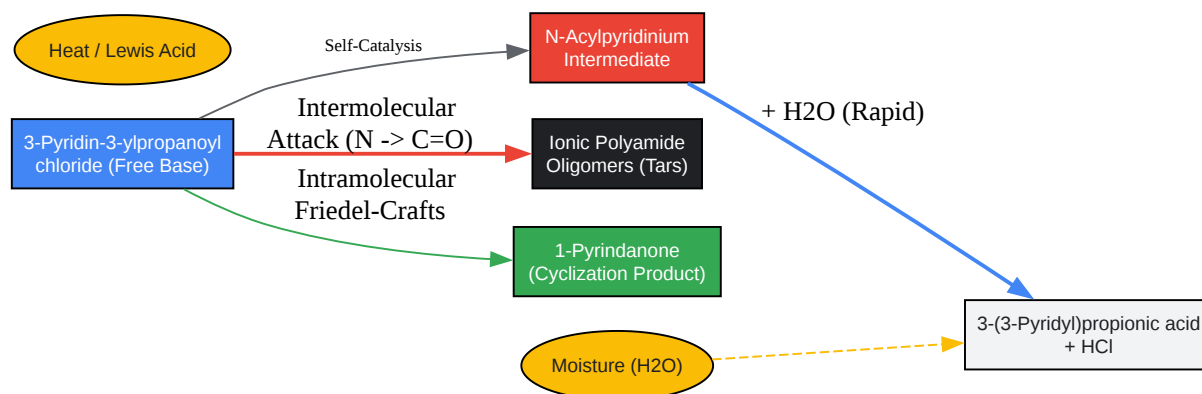 Heat / Lewis Acid
Self-Catalysis
N-Acylpyridinium
Intermediate
3-Pyridin-3-ylpropanoyl
chloride (Free Base)
Intermolecular
Attack (N -> C=O)
+ H2O (Rapid)
Ionic Polyamide
Oligomers (Tars)
Intramolecular
Friedel-Crafts
1-Pyrindanone
(Cyclization Product)
3-(3-Pyridyl)propionic acid
+ HCl
Moisture (H2O)